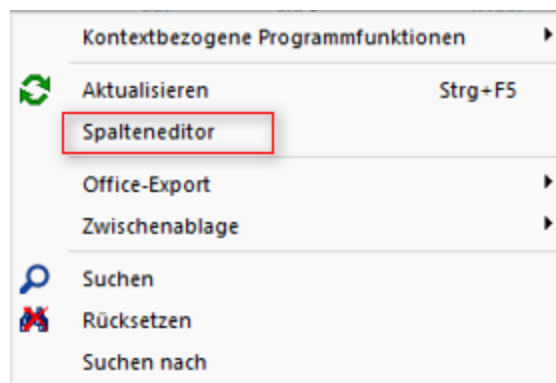 Kontextbezogene Programmfunktionen
Aktualisieren Strg+F5
Spalteneditor
Office-Export
Zwischenablage
Suchen
Rücksetzen
Suchen nach